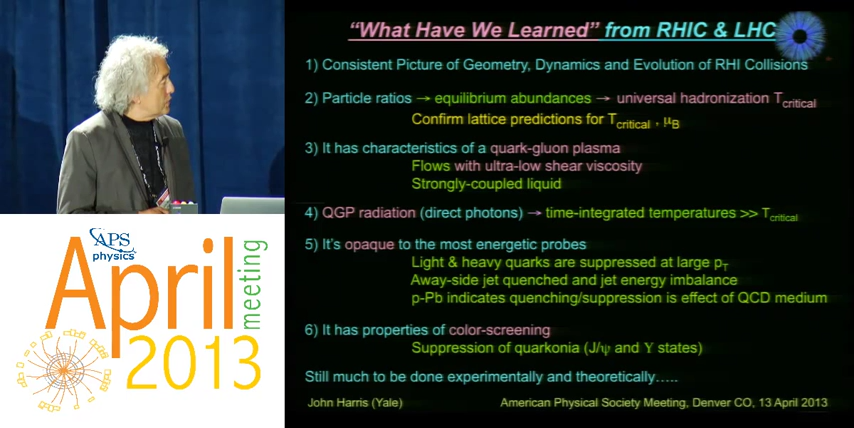 "What Have We Learned" from RHIC & LHC
1) Consistent Picture of Geometry, Dynamics and Evolution of RHI Collisions
2) Particle ratios → equilibrium abundances → universal hadronization Tcritical
Confirm lattice predictions for Tcritical , μB
3) It has characteristics of a quark-gluon plasma
Flows with ultra-low shear viscosity
Strongly-coupled liquid
4) QGP radiation (direct photons) → time-integrated temperatures >> Tcritical
5) It's opaque to the most energetic probes
Light & heavy quarks are suppressed at large pT
Away-side jet quenched and jet energy imbalance
p-Pb indicates quenching/suppression is effect of QCD medium
6) It has properties of color-screening
Suppression of quarkonia (J/ψ and ϒ states)
Still much to be done experimentally and theoretically…..
John Harris (Yale)
American Physical Society Meeting, Denver CO, 13 April 2013
APS
physics
April
meeting
2013